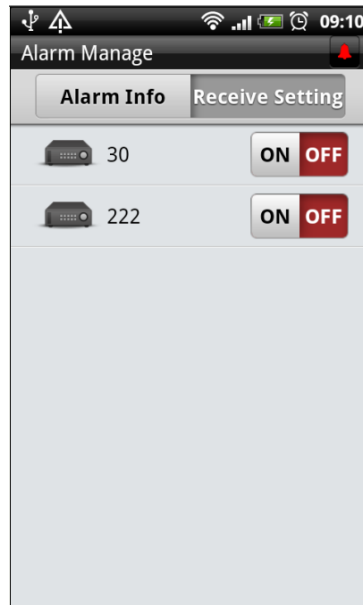 09:10
Alarm Manage
Alarm Info Receive Setting
30 ON OFF
222 ON OFF